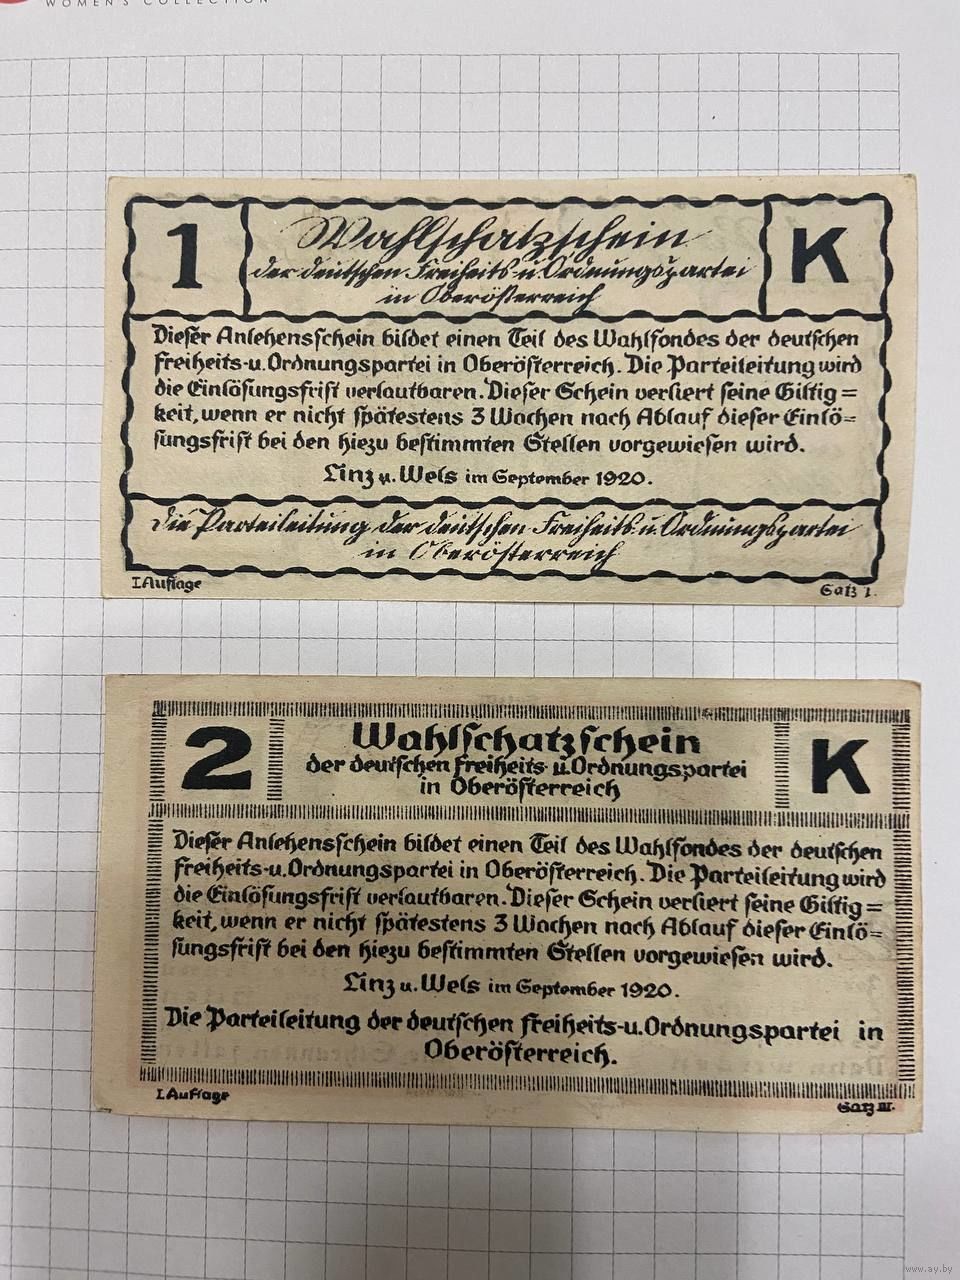 WOMEN'S COLLECTION
1
K
Wahlschatzschein
der deutschen Freiheits- u. Ordnungspartei
in Oberösterreich
Dieser Anlehensschein bildet einen Teil des Wahlfondes der deutschen
Freiheits-u. Ordnungspartei in Oberösterreich. Die Parteileitung wird
die Einlösungsfrist verlautbaren. Dieser Schein verliert seine Giltig=
keit, wenn er nicht spätestens 3 Wochen nach Ablauf dieser Einlö=
sungsfrist bei den hiezu bestimmten Stellen vorgewiesen wird.
Linz u. Wels im September 1920.
Die Parteileitung der deutschen Freiheits- u. Ordnungspartei
in Oberösterreich
I. Auflage
Satz I.
2
K
Wahlschatzschein
der deutschen Freiheits- u. Ordnungspartei
in Oberösterreich
Dieser Anlehensschein bildet einen Teil des Wahlfondes der deutschen
Freiheits-u. Ordnungspartei in Oberösterreich. Die Parteileitung wird
die Einlösungsfrist verlautbaren. Dieser Schein verliert seine Giltig=
keit, wenn er nicht spätestens 3 Wochen nach Ablauf dieser Einlö=
sungsfrist bei den hiezu bestimmten Stellen vorgewiesen wird.
Linz u. Wels im September 1920.
Die Parteileitung der deutschen Freiheits-u. Ordnungspartei in
Oberösterreich.
I. Auflage
Satz III.
www.ay.by